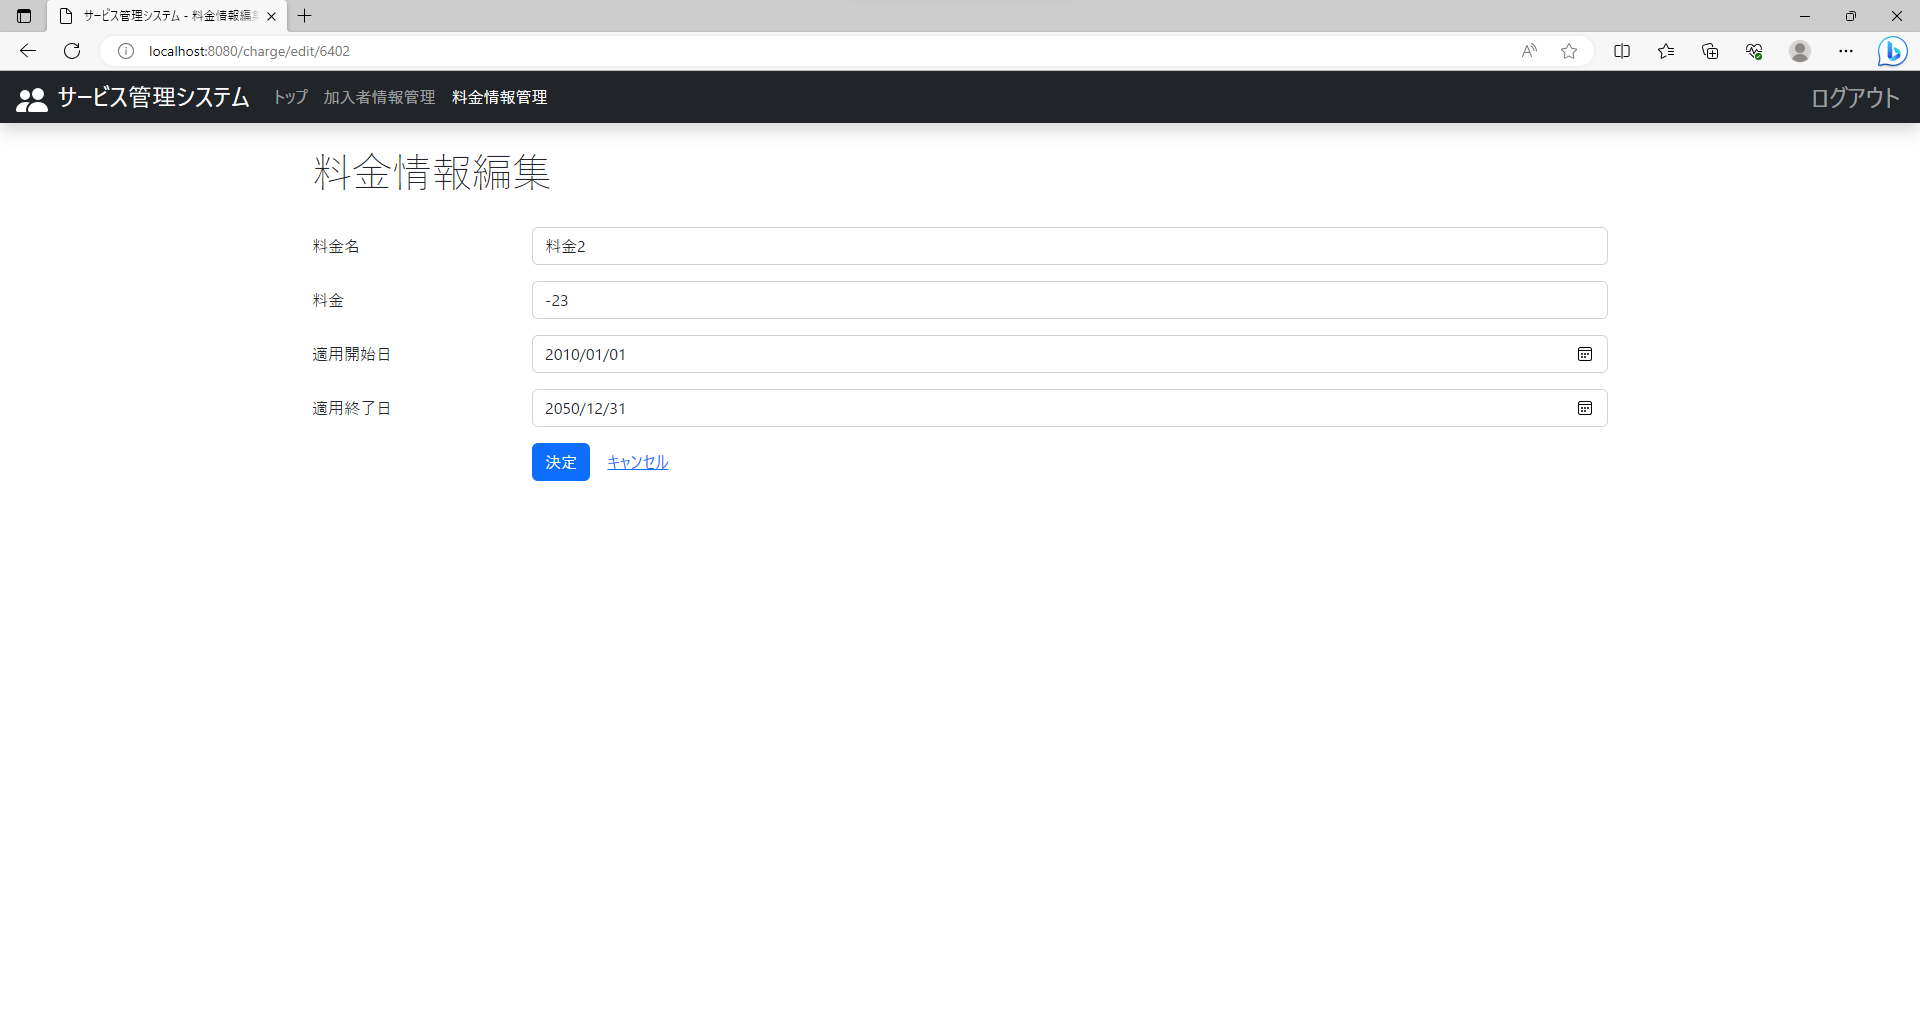 サービス管理システム - 料金情報編集
localhost:8080/charge/edit/6402
サービス管理システム トップ 加入者情報管理 料金情報管理 ログアウト
料金情報編集
料金名 料金2
料金 -23
適用開始日 2010/01/01
適用終了日 2050/12/31
決定 キャンセル